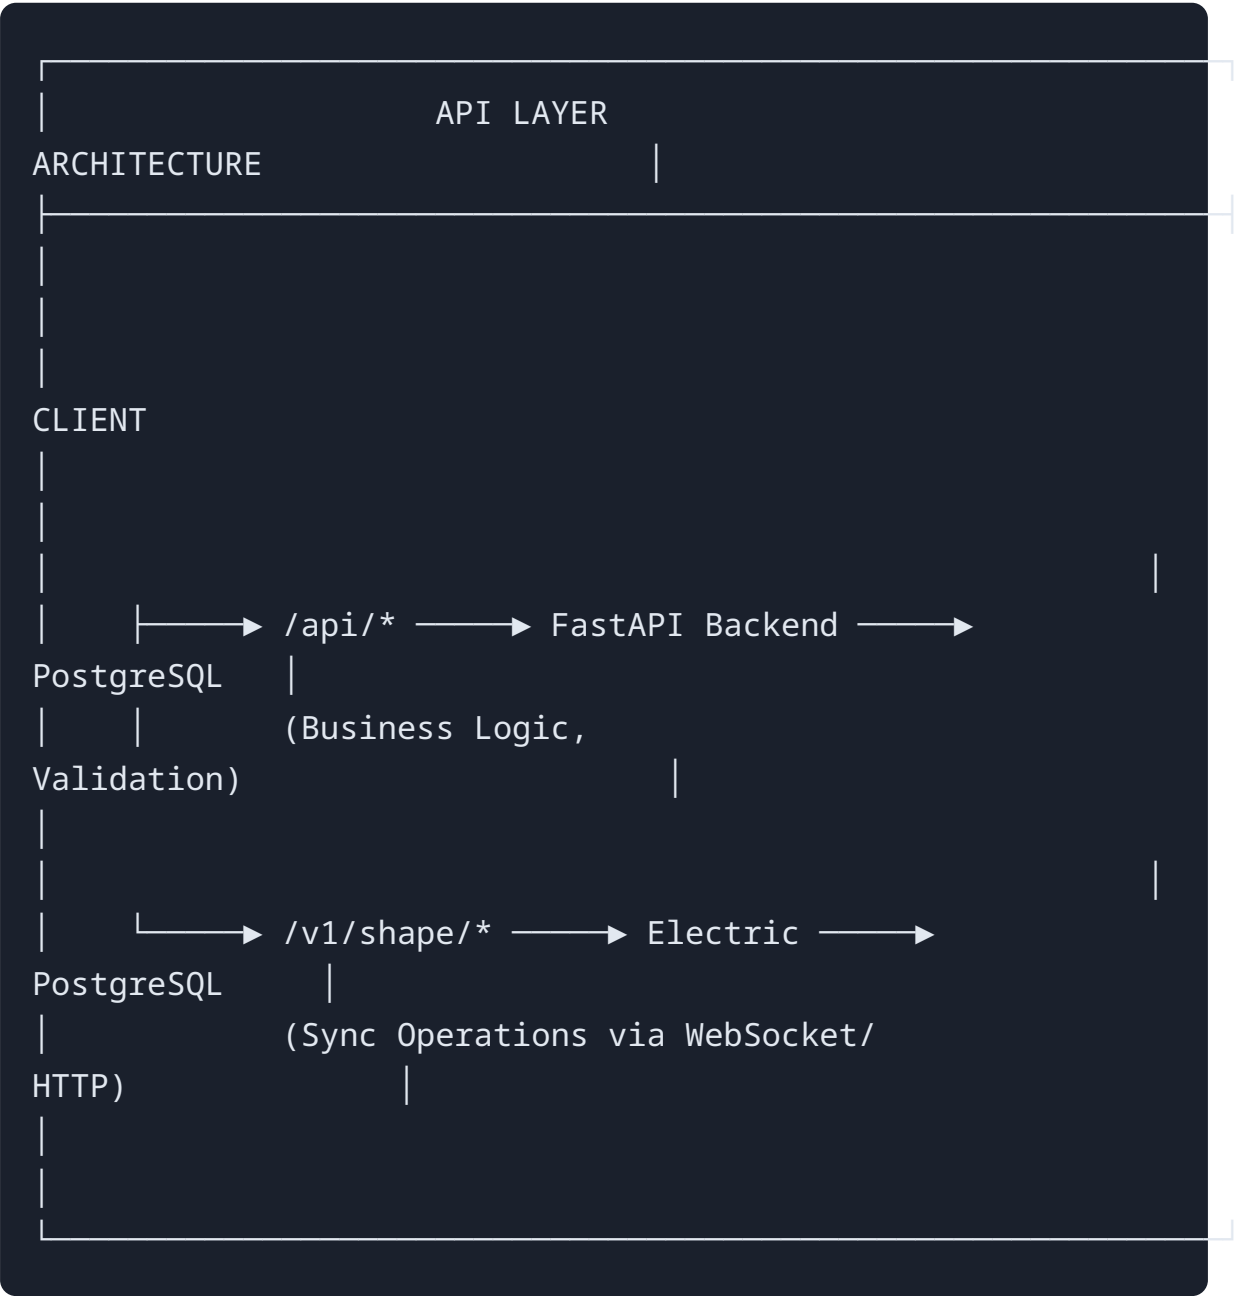 ┌─────────────────────────────────────────────────────────────┐
│                    API LAYER
ARCHITECTURE                    │
├─────────────────────────────────────────────────────────────┤
│
│
│
CLIENT
│
│
│                                                         │
│    ├─────▶ /api/* ─────▶ FastAPI Backend ─────▶
PostgreSQL   │
│    │       (Business Logic,
Validation)                      │
│
│                                                         │
│    └─────▶ /v1/shape/* ─────▶ Electric ─────▶
PostgreSQL     │
│            (Sync Operations via WebSocket/
HTTP)              │
│
│
└─────────────────────────────────────────────────────────────┘